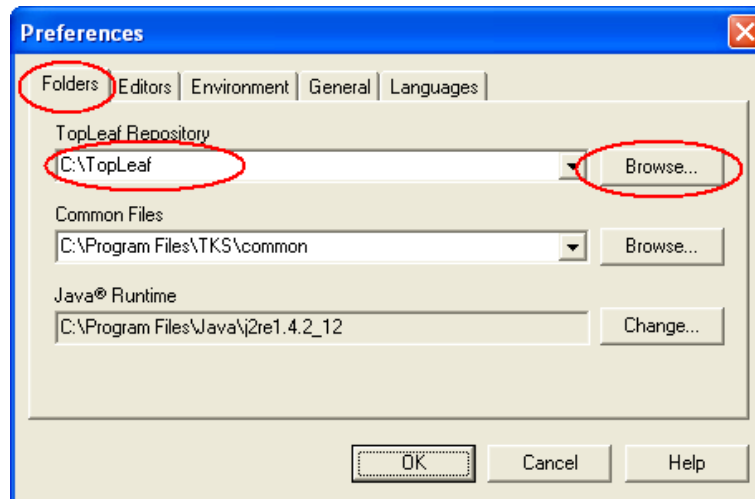 Preferences
Folders Editors Environment General Languages
TopLeaf Repository
C:\TopLeaf Browse...
Common Files
C:\Program Files\TKS\common Browse...
Java® Runtime
C:\Program Files\Java\j2re1.4.2_12 Change...
OK Cancel Help